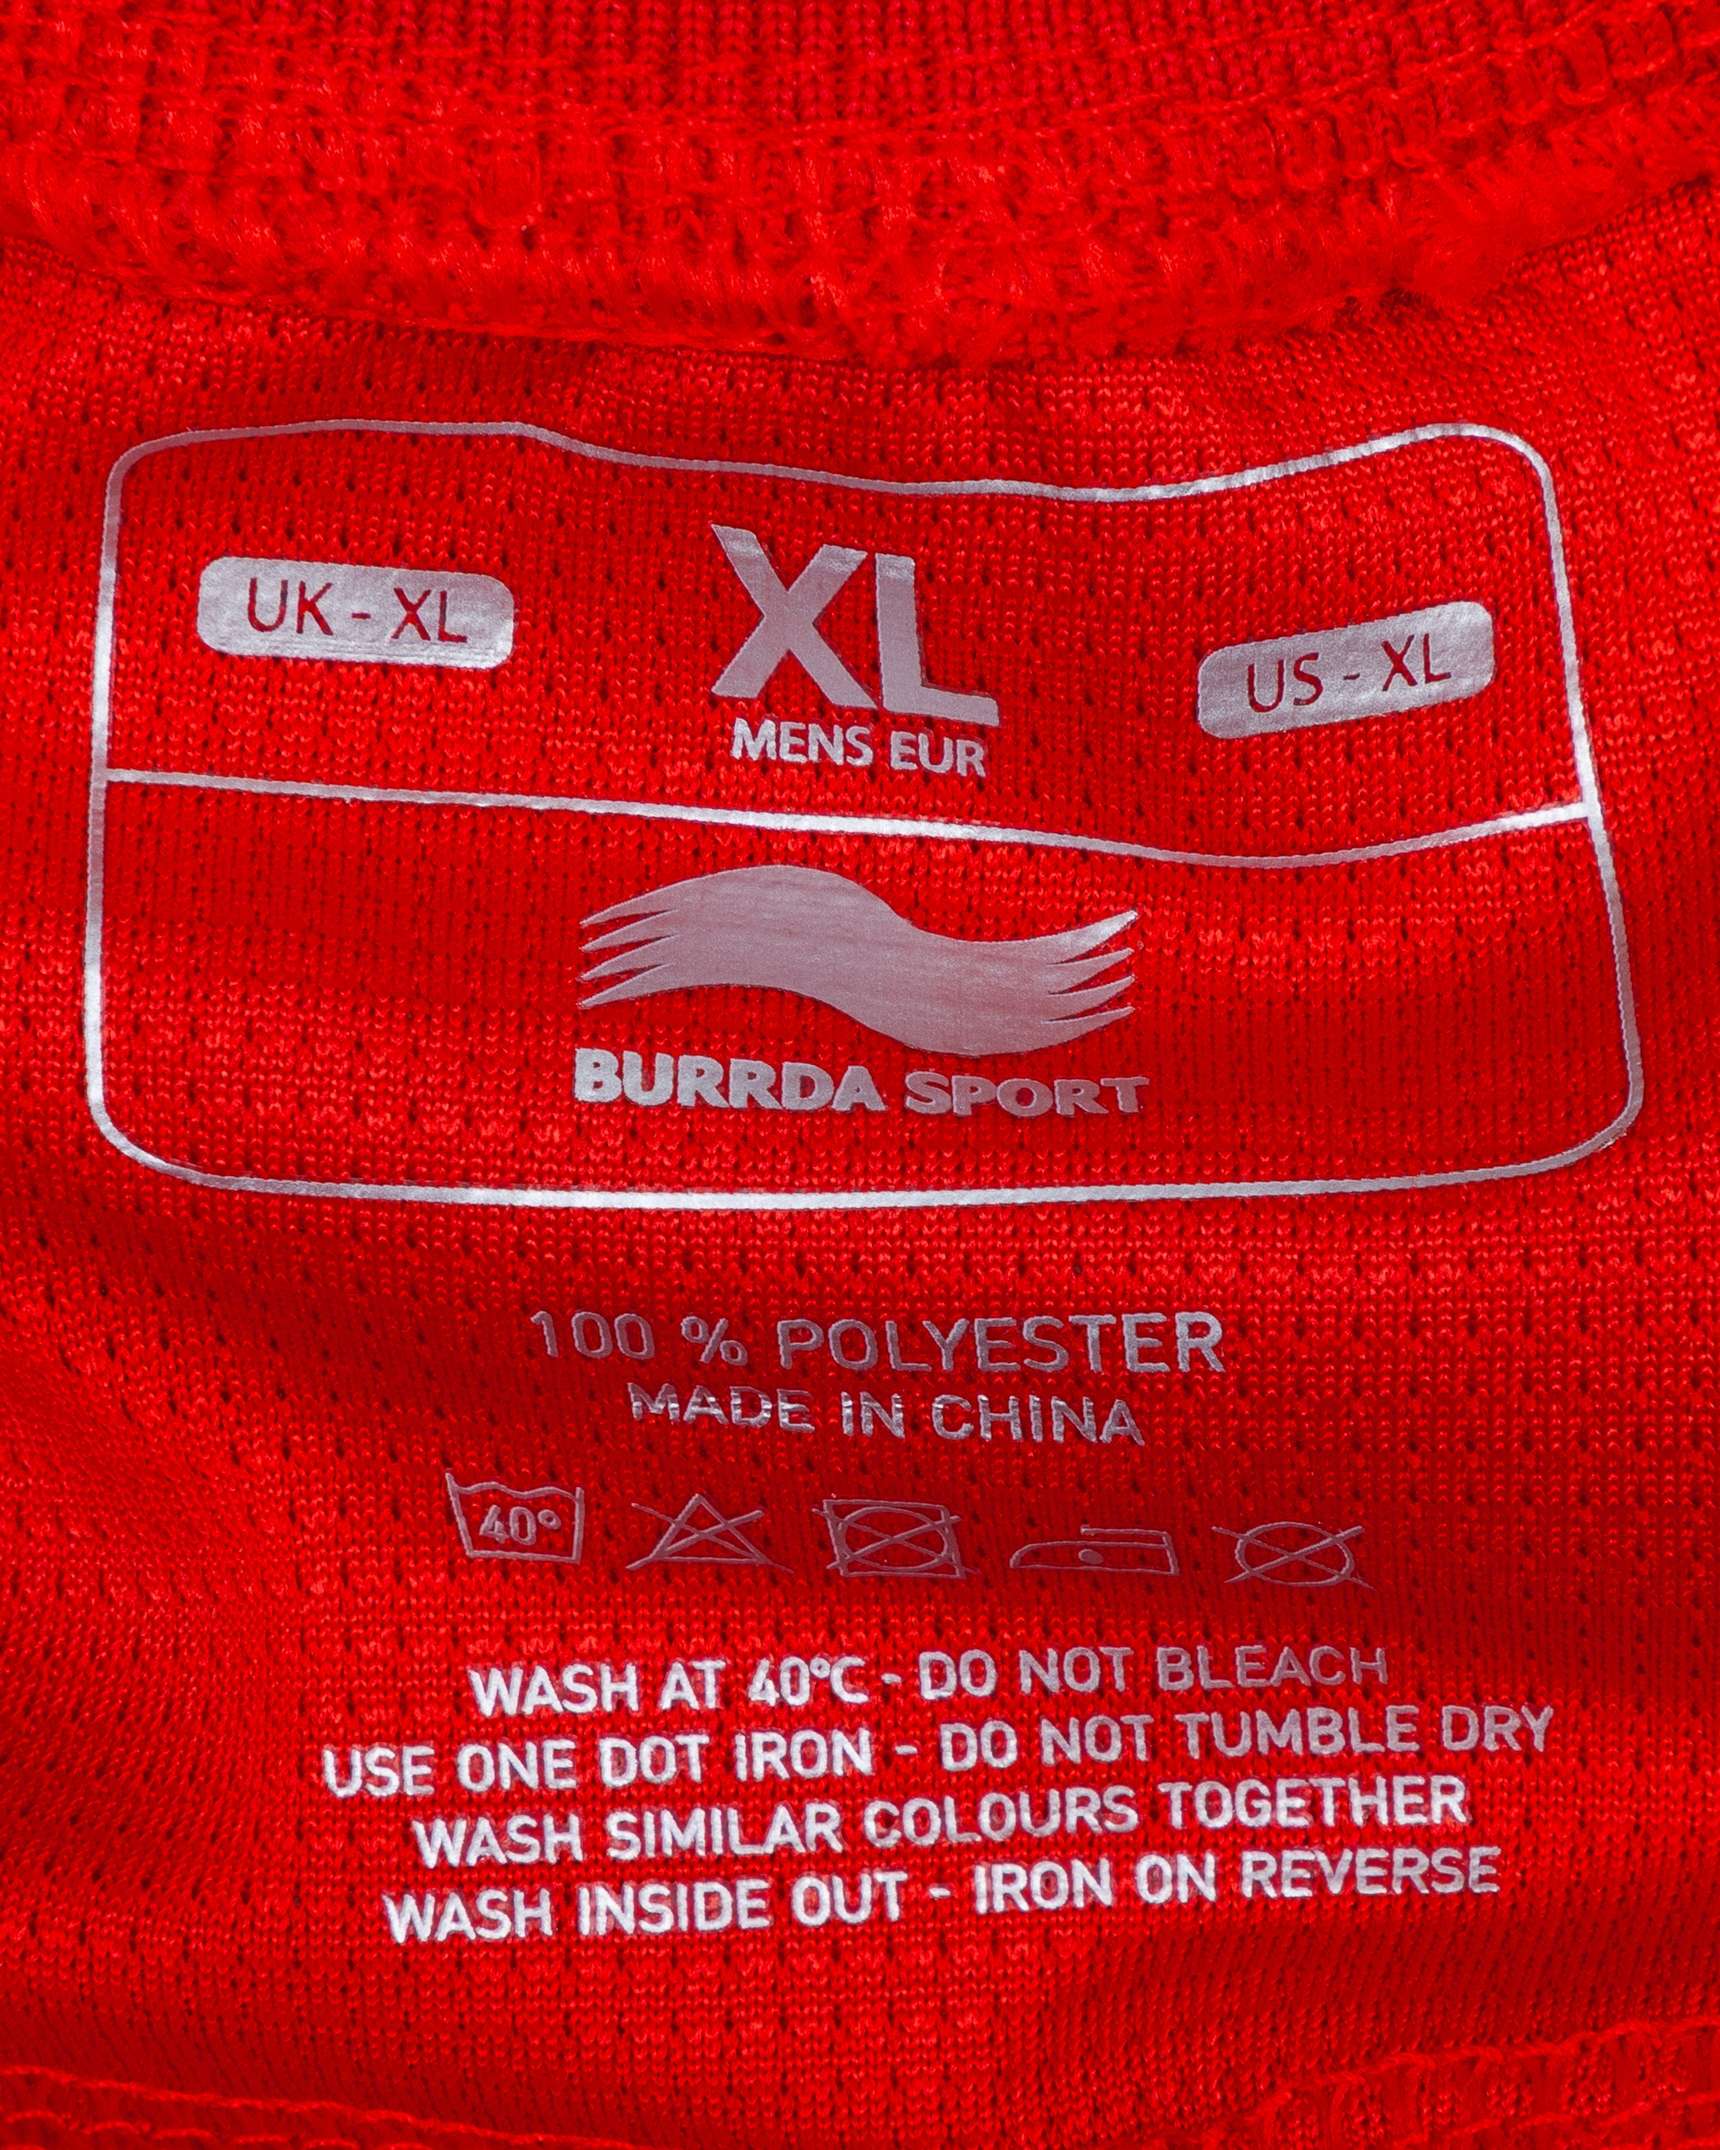 UK - XL
XL
US - XL
MENS EUR
BURRDA SPORT
100 % POLYESTER
MADE IN CHINA
40°
WASH AT 40°C - DO NOT BLEACH
USE ONE DOT IRON - DO NOT TUMBLE DRY
WASH SIMILAR COLOURS TOGETHER
WASH INSIDE OUT - IRON ON REVERSE